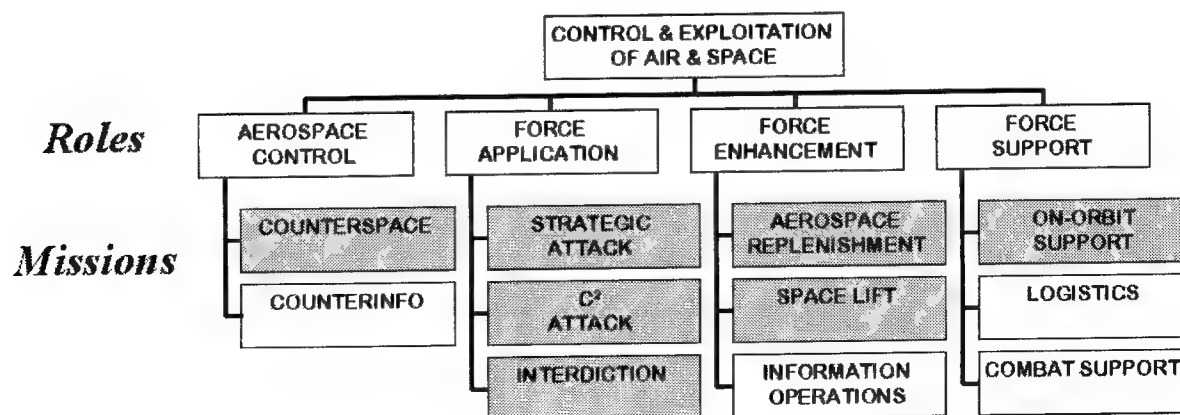 CONTROL & EXPLOITATION
OF AIR & SPACE
Roles
AEROSPACE
CONTROL
FORCE
APPLICATION
FORCE
ENHANCEMENT
FORCE
SUPPORT
Missions
COUNTERSPACE
COUNTERINFO
STRATEGIC
ATTACK
C²
ATTACK
INTERDICTION
AEROSPACE
REPLENISHMENT
SPACE LIFT
INFORMATION
OPERATIONS
ON-ORBIT
SUPPORT
LOGISTICS
COMBAT SUPPORT